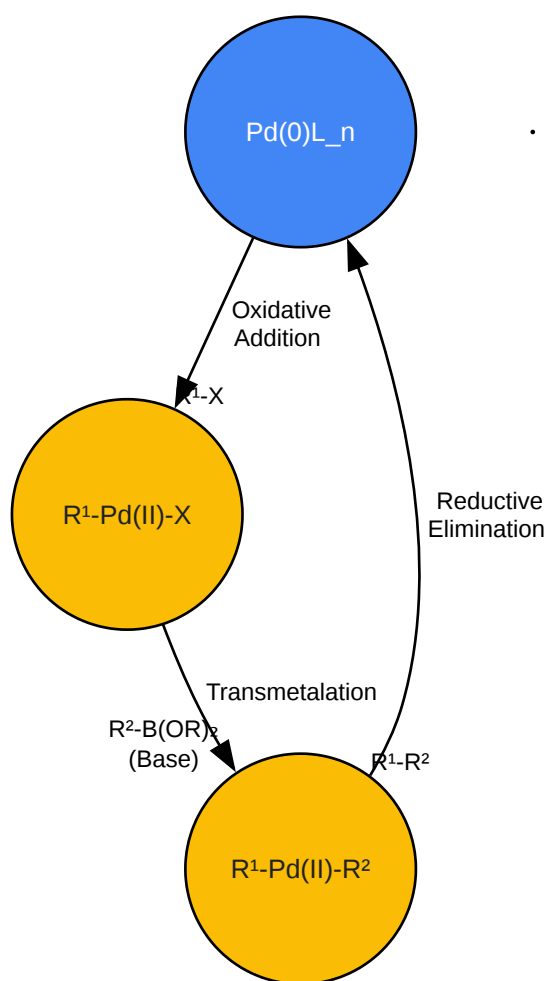 Pd(0)L_n
.
Oxidative
Addition
R¹-X
R¹-Pd(II)-X
Reductive
Elimination
Transmetalation
R²-B(OR)₂
(Base)
R¹-R²
R¹-Pd(II)-R²